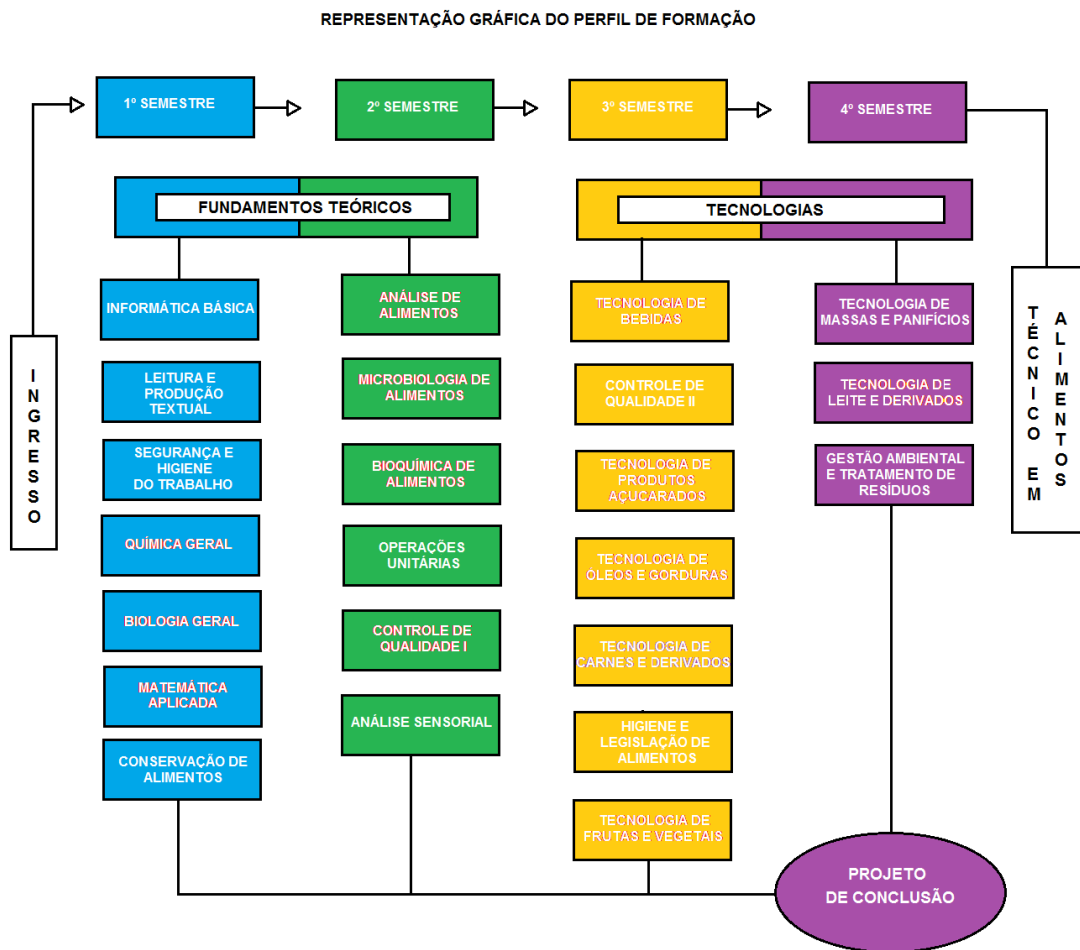 REPRESENTAÇÃO GRÁFICA DO PERFIL DE FORMAÇÃO
1º SEMESTRE
2º SEMESTRE
3º SEMESTRE
4º SEMESTRE
FUNDAMENTOS TEÓRICOS
TECNOLOGIAS
INGRESSO
INFORMÁTICA BÁSICA
LEITURA E
PRODUÇÃO
TEXTUAL
SEGURANÇA E
HIGIENE
DO TRABALHO
QUÍMICA GERAL
BIOLOGIA GERAL
MATEMÁTICA
APLICADA
CONSERVAÇÃO DE
ALIMENTOS
ANÁLISE DE
ALIMENTOS
MICROBIOLOGIA DE
ALIMENTOS
BIOQUÍMICA DE
ALIMENTOS
OPERAÇÕES
UNITÁRIAS
CONTROLE DE
QUALIDADE I
ANÁLISE SENSORIAL
TECNOLOGIA DE
BEBIDAS
CONTROLE DE
QUALIDADE II
TECNOLOGIA DE
PRODUTOS
AÇUCARADOS
TECNOLOGIA DE
ÓLEOS E GORDURAS
TECNOLOGIA DE
CARNES E DERIVADOS
HIGIENE E
LEGISLAÇÃO DE
ALIMENTOS
TECNOLOGIA DE
FRUTAS E VEGETAIS
TECNOLOGIA DE
MASSAS E PANIFÍCIOS
TECNOLOGIA DE
LEITE E DERIVADOS
GESTÃO AMBIENTAL
E TRATAMENTO DE
RESÍDUOS
PROJETO
DE CONCLUSÃO
TÉCNICO EM
ALIMENTOS